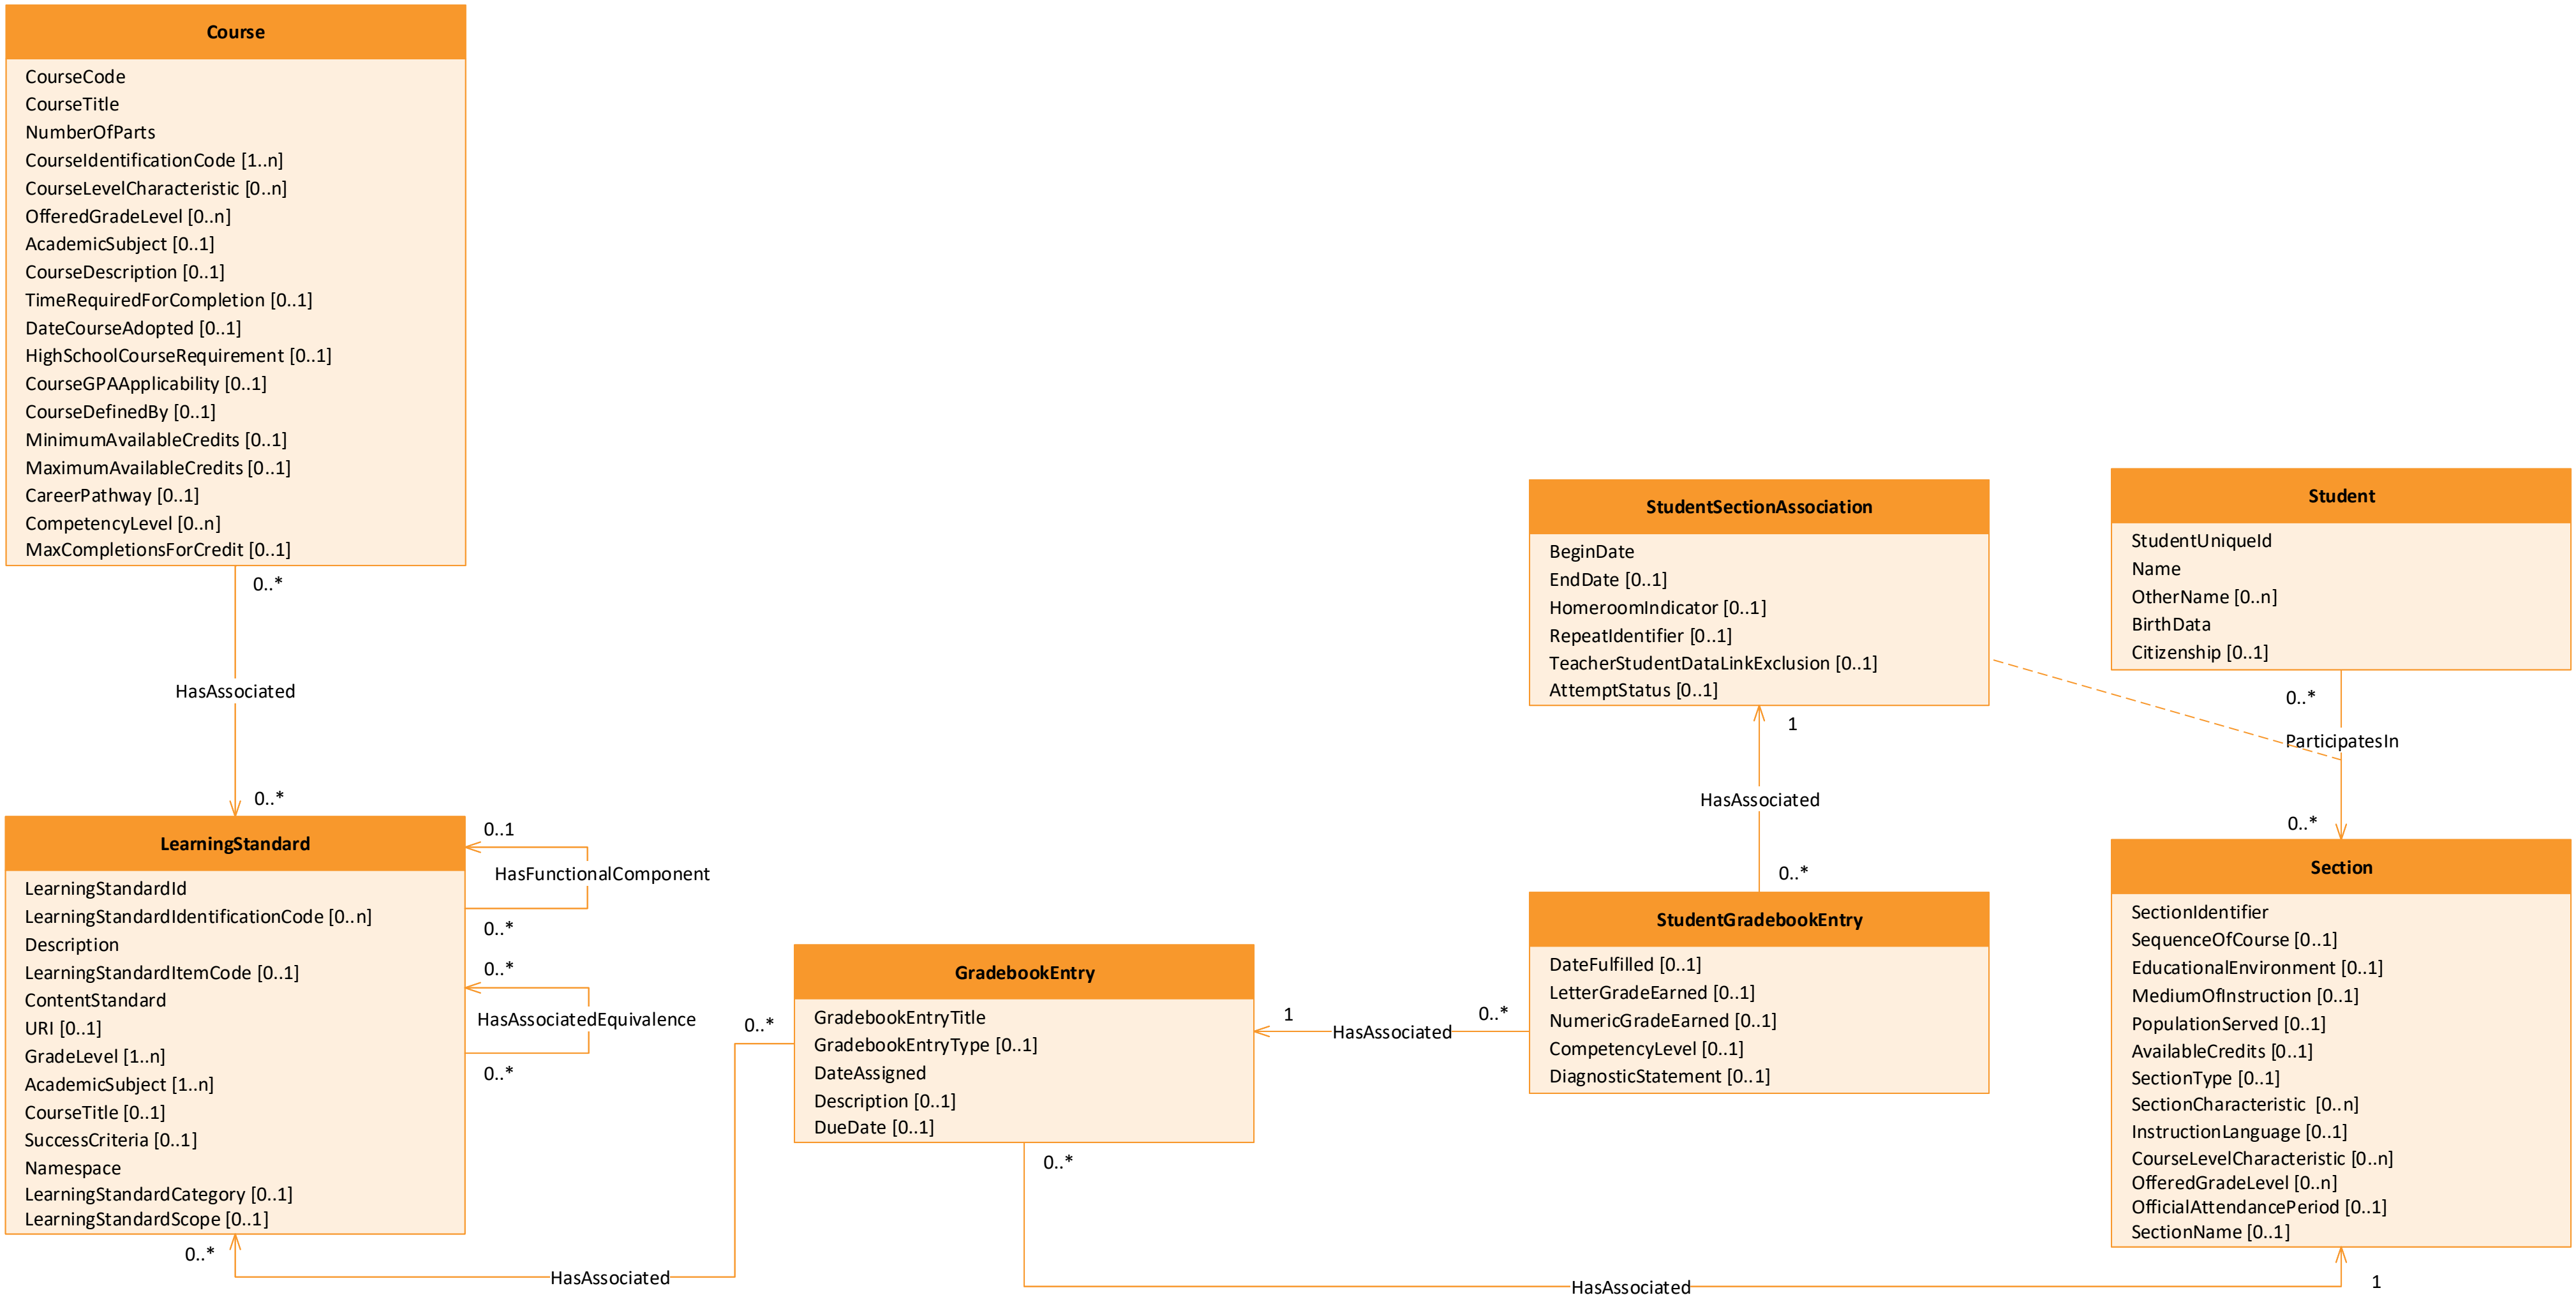 Course
CourseCode
CourseTitle
NumberOfParts
CourseIdentificationCode [1..n]
CourseLevelCharacteristic [0..n]
OfferedGradeLevel [0..n]
AcademicSubject [0..1]
CourseDescription [0..1]
TimeRequiredForCompletion [0..1]
DateCourseAdopted [0..1]
HighSchoolCourseRequirement [0..1]
CourseGPAApplicability [0..1]
CourseDefinedBy [0..1]
MinimumAvailableCredits [0..1]
MaximumAvailableCredits [0..1]
CareerPathway [0..1]
CompetencyLevel [0..n]
MaxCompletionsForCredit [0..1]
0..*
HasAssociated
0..*
LearningStandard
LearningStandardId
LearningStandardIdentificationCode [0..n]
Description
LearningStandardItemCode [0..1]
ContentStandard
URI [0..1]
GradeLevel [1..n]
AcademicSubject [1..n]
CourseTitle [0..1]
SuccessCriteria [0..1]
Namespace
LearningStandardCategory [0..1]
LearningStandardScope [0..1]
0..1
HasFunctionalComponent
0..*
0..*
HasAssociatedEquivalence
0..*
0..*
HasAssociated
0..*
GradebookEntry
GradebookEntryTitle
GradebookEntryType [0..1]
DateAssigned
Description [0..1]
DueDate [0..1]
0..*
HasAssociated
1
1
HasAssociated
0..*
StudentSectionAssociation
BeginDate
EndDate [0..1]
HomeroomIndicator [0..1]
RepeatIdentifier [0..1]
TeacherStudentDataLinkExclusion [0..1]
AttemptStatus [0..1]
1
HasAssociated
0..*
StudentGradebookEntry
DateFulfilled [0..1]
LetterGradeEarned [0..1]
NumericGradeEarned [0..1]
CompetencyLevel [0..1]
DiagnosticStatement [0..1]
Student
StudentUniqueId
Name
OtherName [0..n]
BirthData
Citizenship [0..1]
0..*
ParticipatesIn
0..*
Section
SectionIdentifier
SequenceOfCourse [0..1]
EducationalEnvironment [0..1]
MediumOfInstruction [0..1]
PopulationServed [0..1]
AvailableCredits [0..1]
SectionType [0..1]
SectionCharacteristic [0..n]
InstructionLanguage [0..1]
CourseLevelCharacteristic [0..n]
OfferedGradeLevel [0..n]
OfficialAttendancePeriod [0..1]
SectionName [0..1]